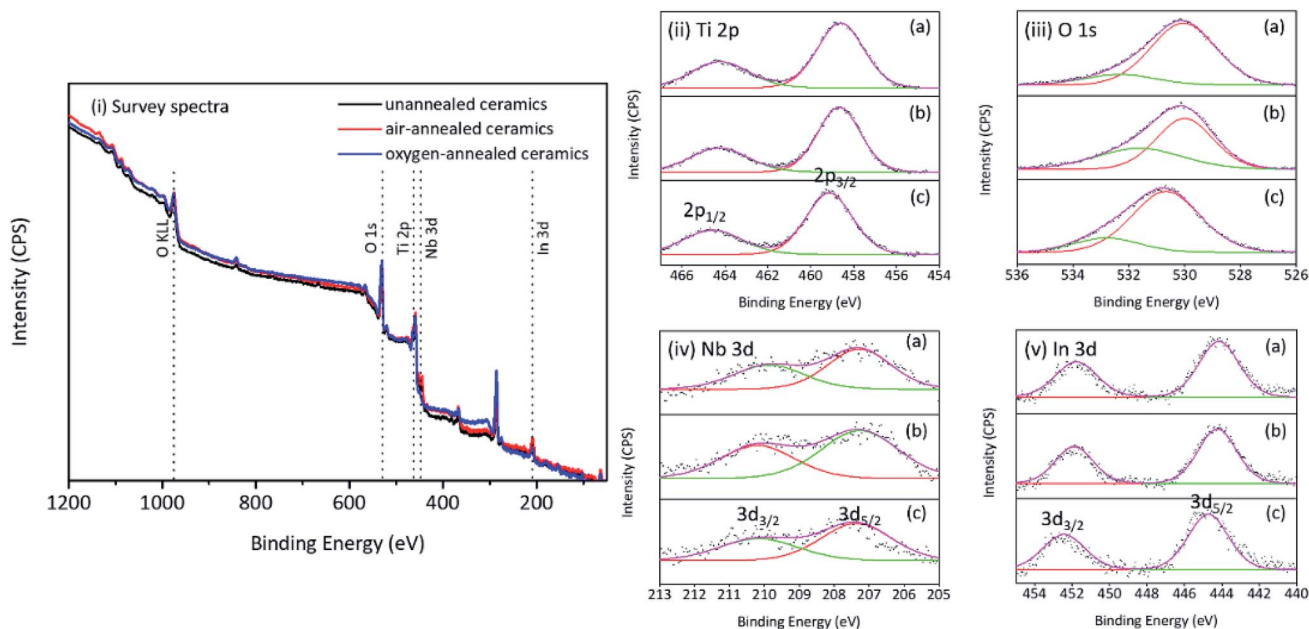 (i) Survey spectra
unannealed ceramics
air-annealed ceramics
oxygen-annealed ceramics
O KLL
O 1s
Ti 2p
Nb 3d
In 3d
Intensity (CPS)
1200 1000 800 600 400 200
Binding Energy (eV)
(ii) Ti 2p
(a)
(b)
(c)
2p1/2
2p3/2
Intensity (CPS)
466 464 462 460 458 456 454
Binding Energy (eV)
(iii) O 1s
(a)
(b)
(c)
Intensity (CPS)
536 534 532 530 528 526
Binding Energy (eV)
(iv) Nb 3d
(a)
(b)
(c)
3d3/2
3d5/2
Intensity (CPS)
213 212 211 210 209 208 207 206 205
Binding Energy (eV)
(v) In 3d
(a)
(b)
(c)
3d3/2
3d5/2
Intensity (CPS)
454 452 450 448 446 444 442 440
Binding Energy (eV)